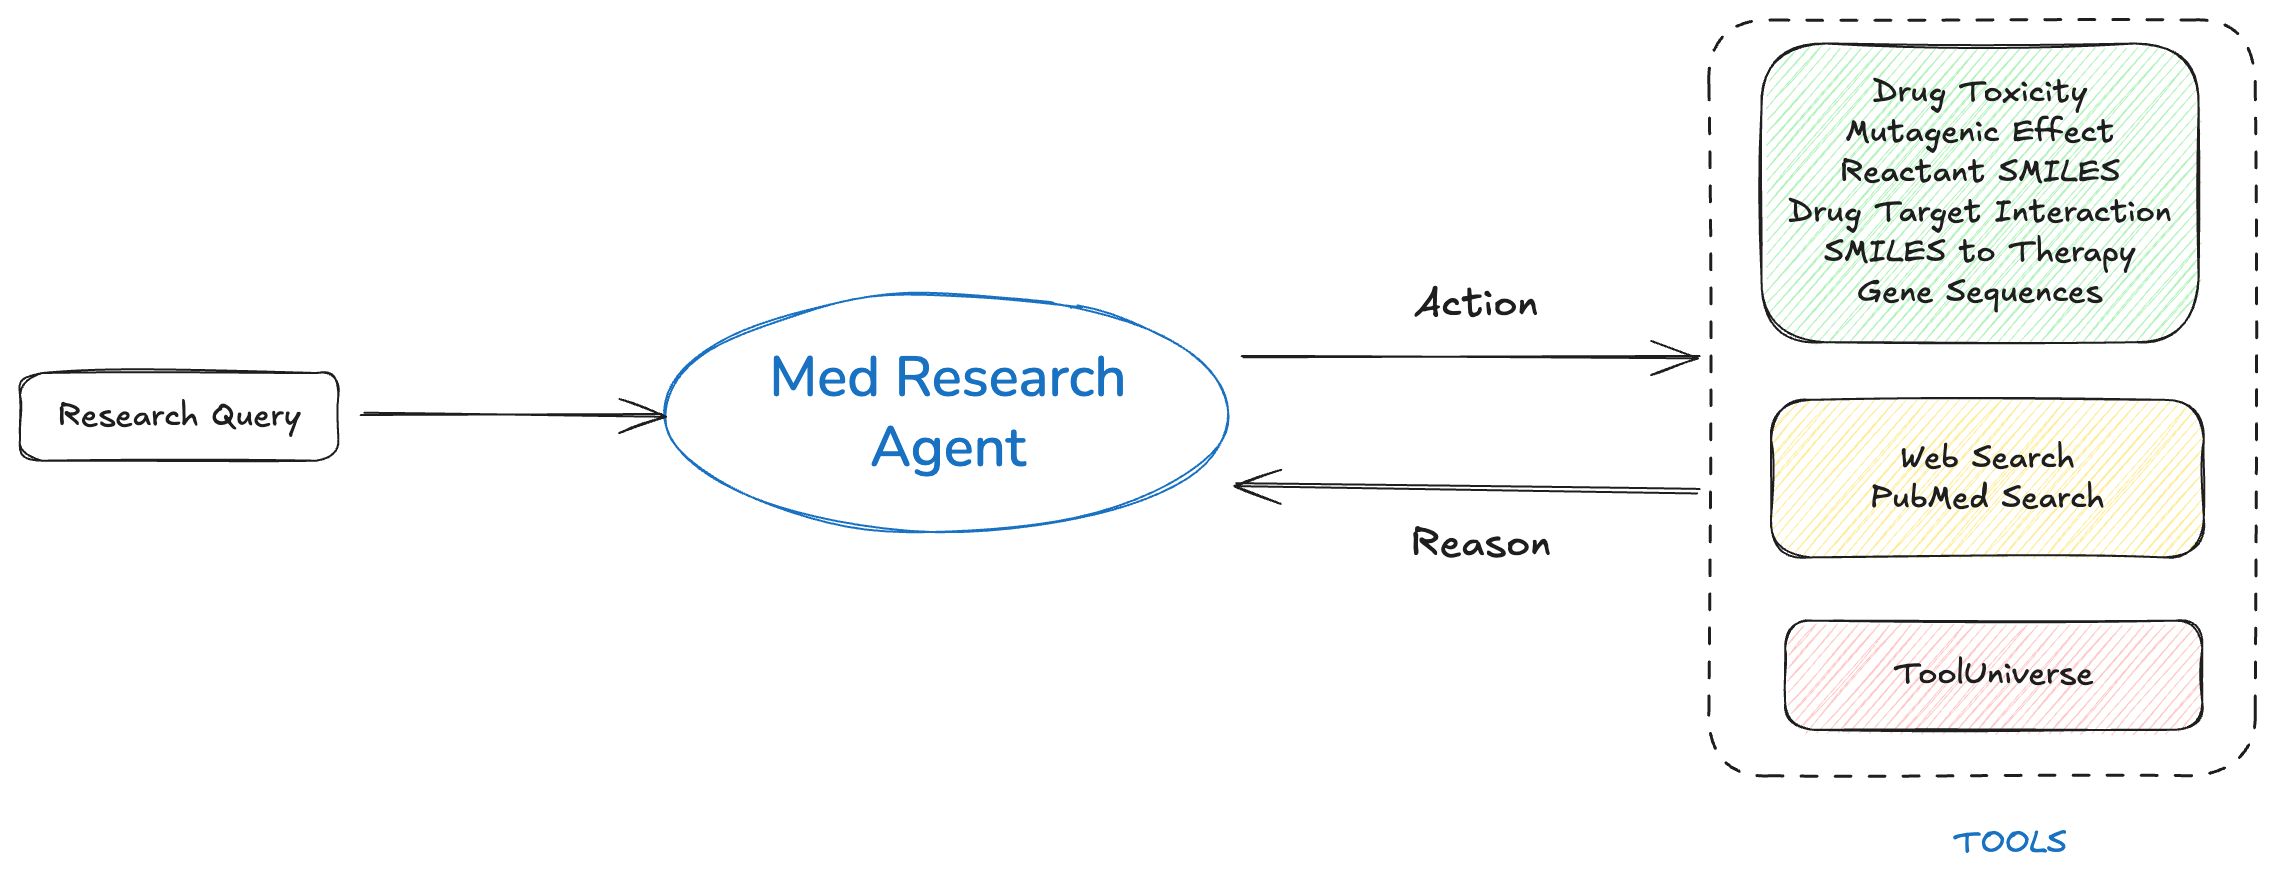 Research Query
Med Research
Agent
Action
Reason
Drug Toxicity
Mutagenic Effect
Reactant SMILES
Drug Target Interaction
SMILES to Therapy
Gene Sequences
Web Search
PubMed Search
ToolUniverse
TOOLS